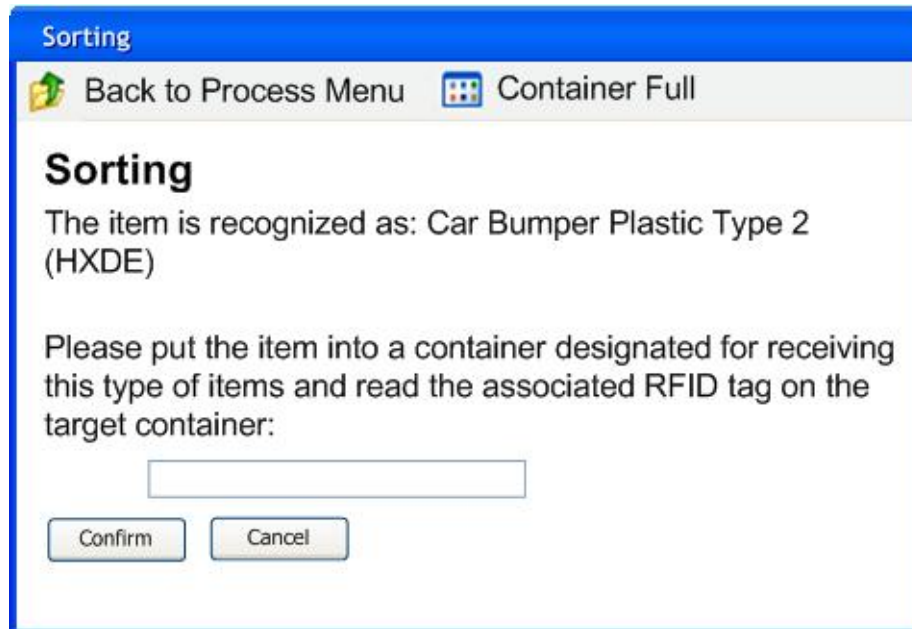 Sorting
Back to Process Menu Container Full
Sorting
The item is recognized as: Car Bumper Plastic Type 2
(HXDE)
Please put the item into a container designated for receiving
this type of items and read the associated RFID tag on the
target container:
Confirm Cancel